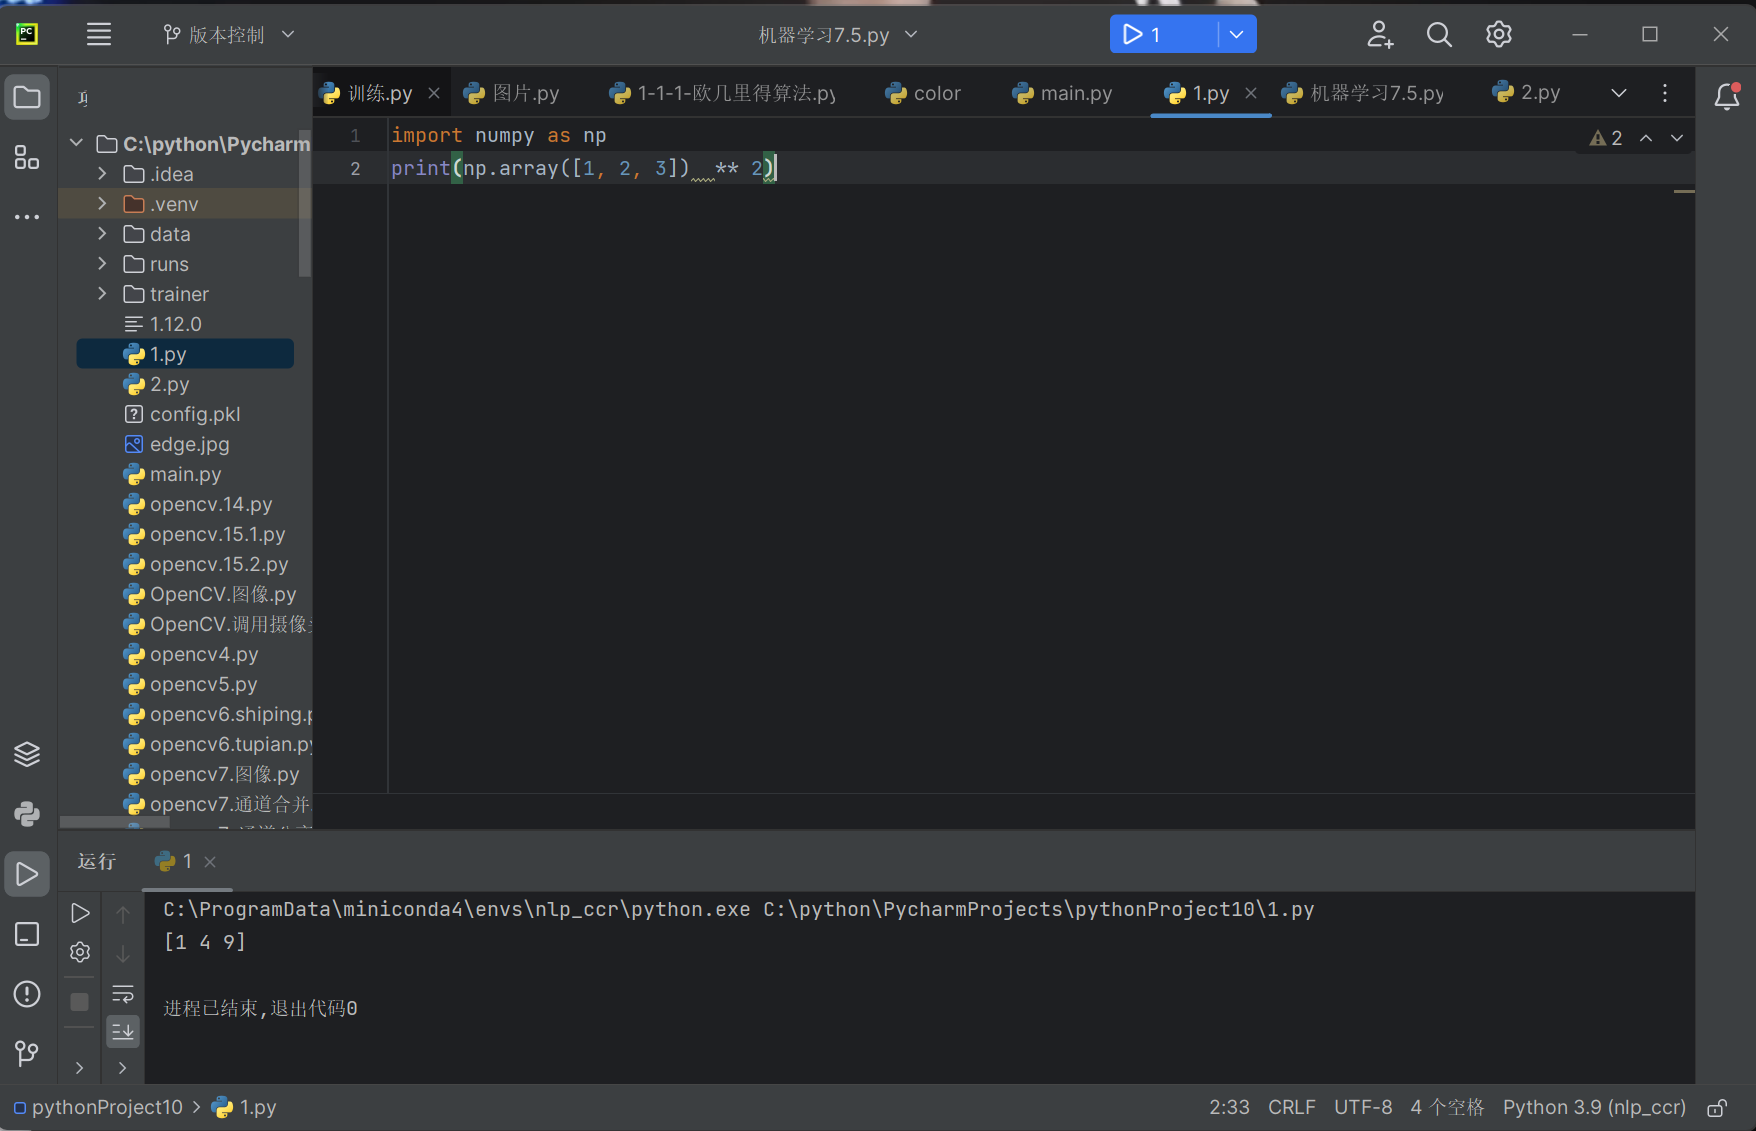 PC
版本控制
机器学习7.5.py
1
训练.py
图片.py
1-1-1-欧几里得算法.py
color
main.py
1.py
机器学习7.5.py
2.py
C:\python\Pycharm
.idea
.venv
data
runs
trainer
1.12.0
1.py
2.py
config.pkl
edge.jpg
main.py
opencv.14.py
opencv.15.1.py
opencv.15.2.py
OpenCV.图像.py
OpenCV.调用摄像
opencv4.py
opencv5.py
opencv6.shiping.p
opencv6.tupian.py
opencv7.图像.py
opencv7.通道合并
1 import numpy as np
2 print(np.array([1, 2, 3])  ** 2)
2
运行
1
C:\ProgramData\miniconda4\envs\nlp_ccr\python.exe C:\python\PycharmProjects\pythonProject10\1.py
[1 4 9]
进程已结束,退出代码0
pythonProject10 > 1.py
2:33 CRLF UTF-8 4 个空格 Python 3.9 (nlp_ccr)